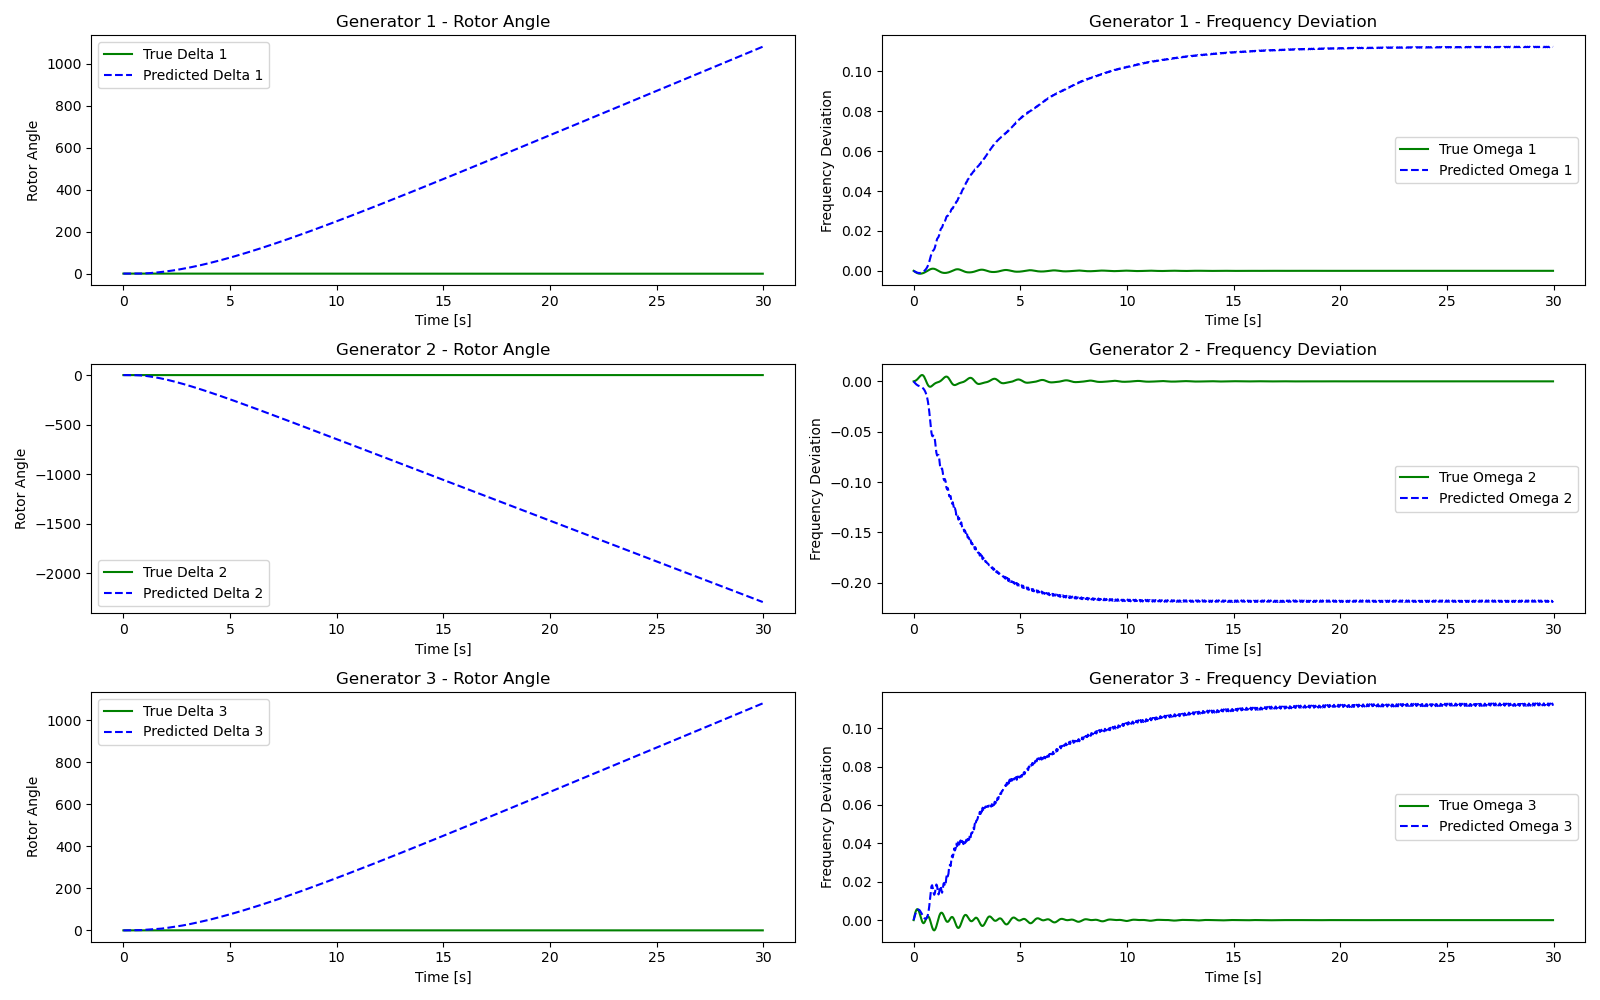 Generator 1 - Rotor Angle
Rotor Angle
1000
800
600
400
200
0
True Delta 1
Predicted Delta 1
0 5 10 15 20 25 30
Time [s]
Generator 1 - Frequency Deviation
Frequency Deviation
0.10
0.08
0.06
0.04
0.02
0.00
True Omega 1
Predicted Omega 1
0 5 10 15 20 25 30
Time [s]
Generator 2 - Rotor Angle
Rotor Angle
0
−500
−1000
−1500
−2000
True Delta 2
Predicted Delta 2
0 5 10 15 20 25 30
Time [s]
Generator 2 - Frequency Deviation
Frequency Deviation
0.00
−0.05
−0.10
−0.15
−0.20
True Omega 2
Predicted Omega 2
0 5 10 15 20 25 30
Time [s]
Generator 3 - Rotor Angle
Rotor Angle
1000
800
600
400
200
0
True Delta 3
Predicted Delta 3
0 5 10 15 20 25 30
Time [s]
Generator 3 - Frequency Deviation
Frequency Deviation
0.10
0.08
0.06
0.04
0.02
0.00
True Omega 3
Predicted Omega 3
0 5 10 15 20 25 30
Time [s]